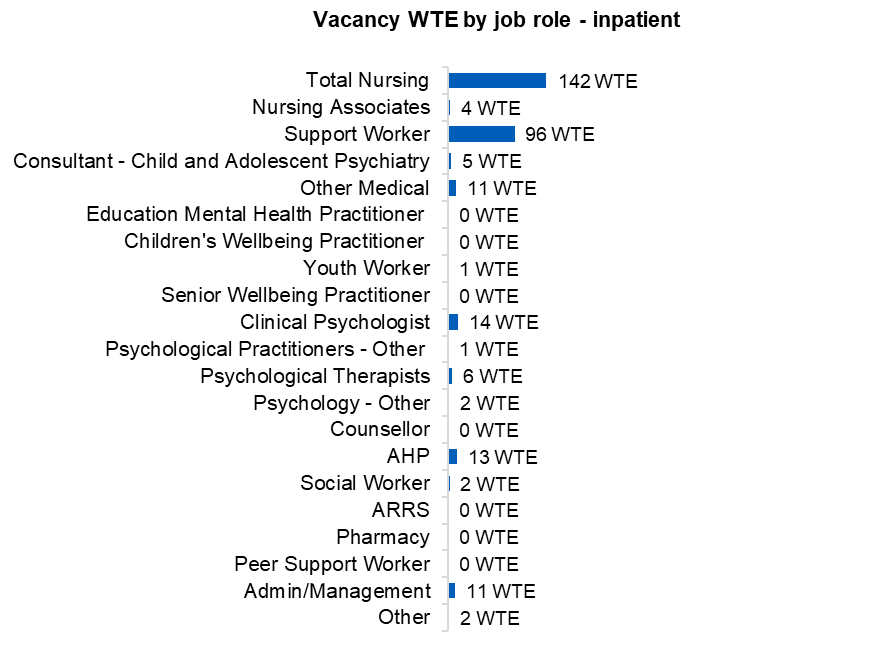 Vacancy WTE by job role - inpatient
Total Nursing 142 WTE
Nursing Associates 4 WTE
Support Worker 96 WTE
Consultant - Child and Adolescent Psychiatry 5 WTE
Other Medical 11 WTE
Education Mental Health Practitioner 0 WTE
Children's Wellbeing Practitioner 0 WTE
Youth Worker 1 WTE
Senior Wellbeing Practitioner 0 WTE
Clinical Psychologist 14 WTE
Psychological Practitioners - Other 1 WTE
Psychological Therapists 6 WTE
Psychology - Other 2 WTE
Counsellor 0 WTE
AHP 13 WTE
Social Worker 2 WTE
ARRS 0 WTE
Pharmacy 0 WTE
Peer Support Worker 0 WTE
Admin/Management 11 WTE
Other 2 WTE